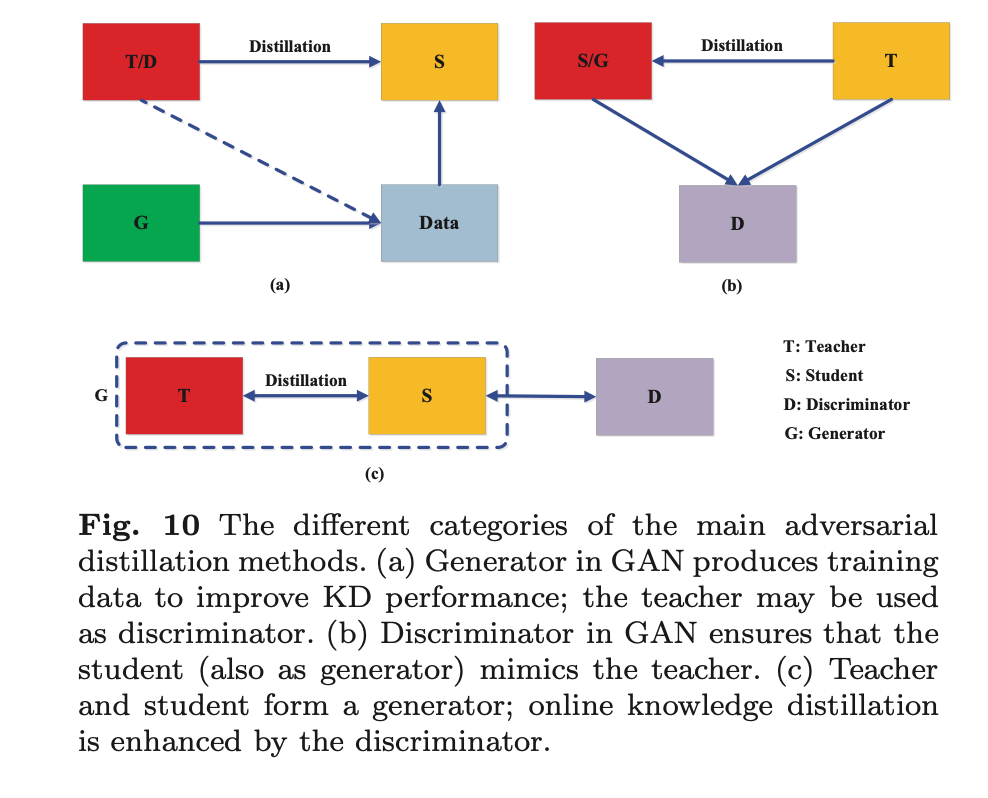 T/D
Distillation
S
G
Data
(a)
S/G
Distillation
T
D
(b)
G
T
Distillation
S
D
(c)
T: Teacher
S: Student
D: Discriminator
G: Generator
Fig. 10 The different categories of the main adversarial
distillation methods. (a) Generator in GAN produces training
data to improve KD performance; the teacher may be used
as discriminator. (b) Discriminator in GAN ensures that the
student (also as generator) mimics the teacher. (c) Teacher
and student form a generator; online knowledge distillation
is enhanced by the discriminator.